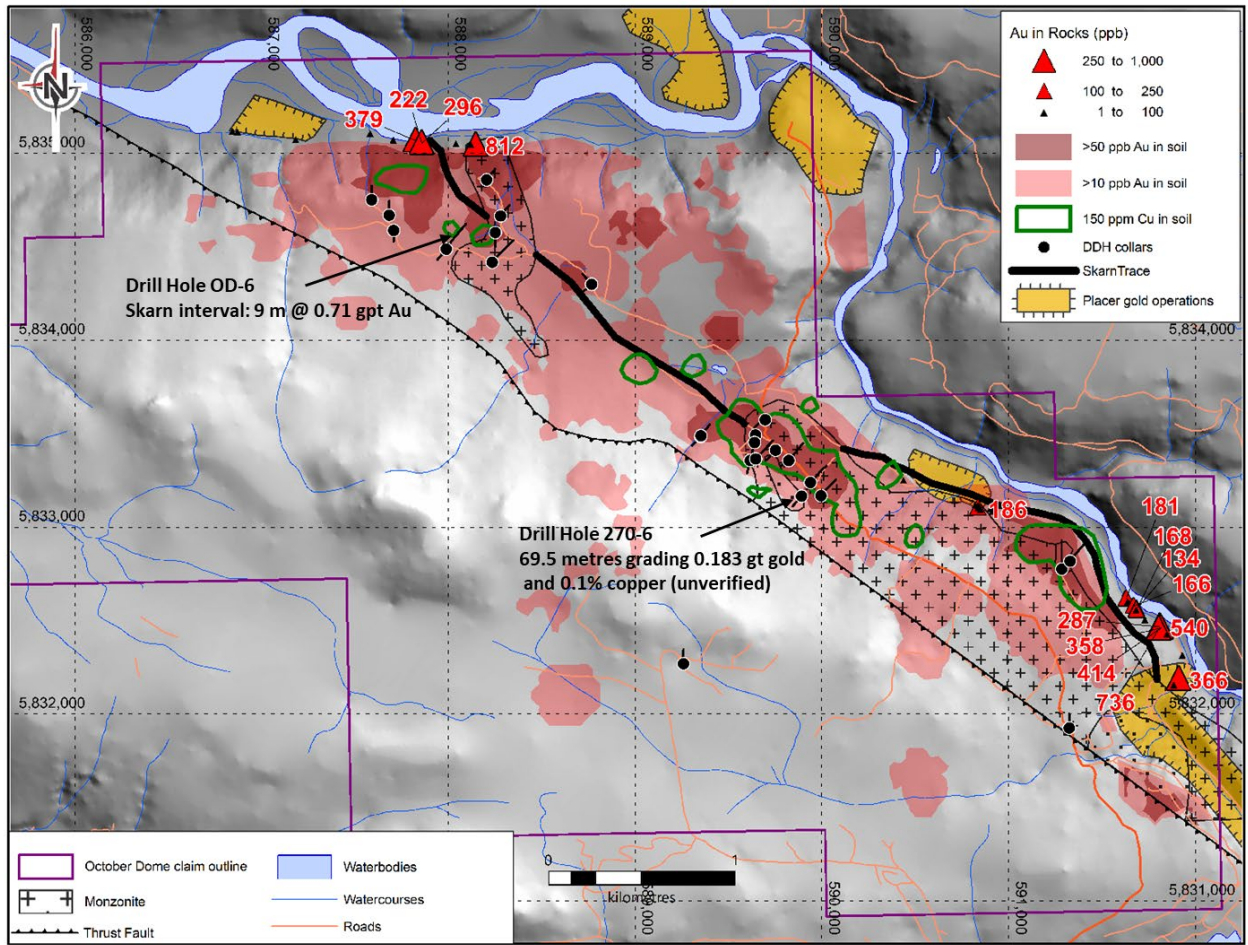 586,000
587,000
588,000
589,000
590,000
N
Au in Rocks (ppb)
250 to 1,000
100 to 250
1 to 100
>50 ppb Au in soil
>10 ppb Au in soil
150 ppm Cu in soil
DDH collars
SkarnTrace
Placer gold operations
222
296
379
812
5,835,000
Drill Hole OD-6
Skarn interval: 9 m @ 0.71 gpt Au
5,834,000
5,834,000
5,833,000
Drill Hole 270-6
69.5 metres grading 0.183 gt gold
and 0.1% copper (unverified)
186
181
168
134
166
287
540
358
414
366
736
5,832,000
5,832,000
October Dome claim outline
Monzonite
Thrust Fault
Waterbodies
Watercourses
Roads
0
1
kilometres
589,000
590,000
591,000
5,831,000